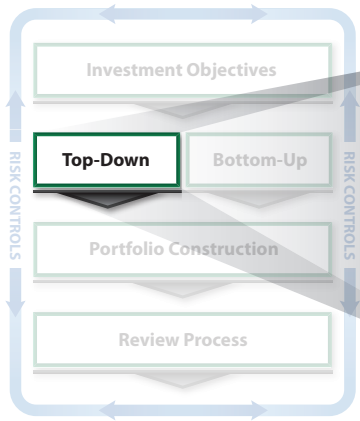 Investment Objectives
RISK CONTROLS
Top-Down
Bottom-Up
RISK CONTROLS
Portfolio Construction
Review Process